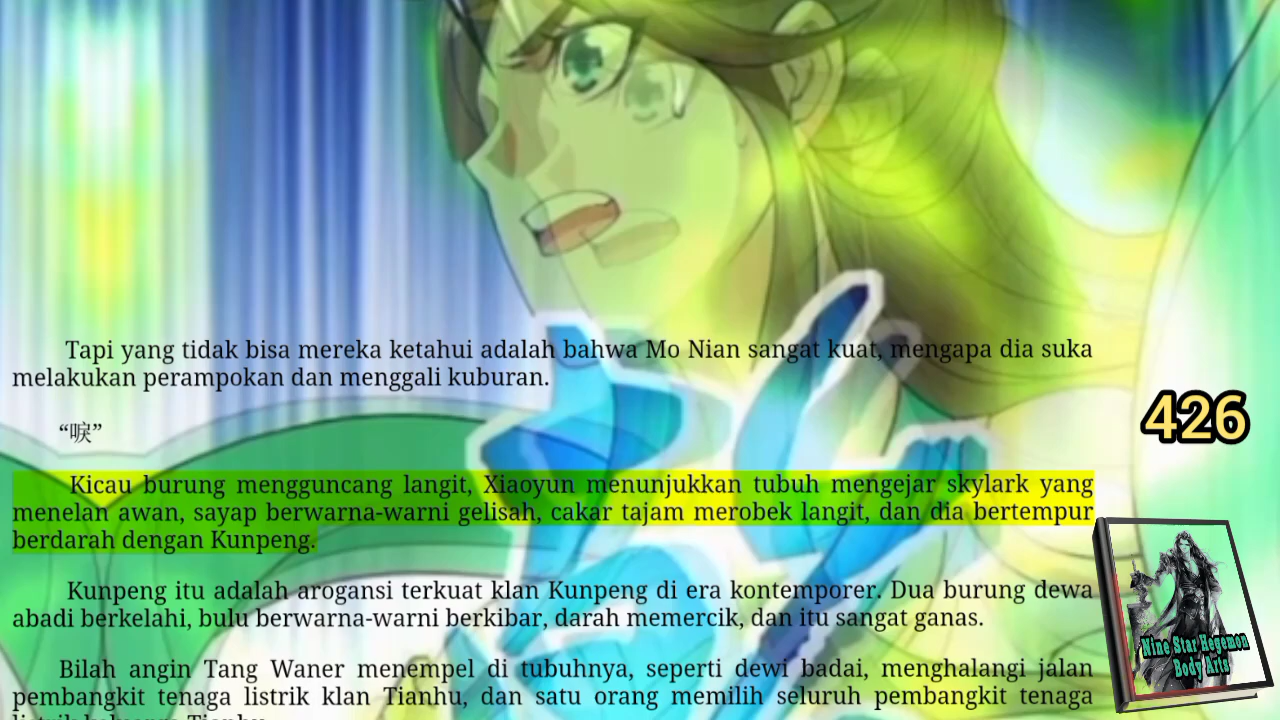 Tapi yang tidak bisa mereka ketahui adalah bahwa Mo Nian sangat kuat, mengapa dia suka
melakukan perampokan dan menggali kuburan.
“唳”
Kicau burung mengguncang langit, Xiaoyun menunjukkan tubuh mengejar skylark yang
menelan awan, sayap berwarna-warni gelisah, cakar tajam merobek langit, dan dia bertempur
berdarah dengan Kunpeng.
Kunpeng itu adalah arogansi terkuat klan Kunpeng di era kontemporer. Dua burung dewa
abadi berkelahi, bulu berwarna-warni berkibar, darah memercik, dan itu sangat ganas.
Bilah angin Tang Waner menempel di tubuhnya, seperti dewi badai, menghalangi jalan
pembangkit tenaga listrik klan Tianhu, dan satu orang memilih seluruh pembangkit tenaga
426
Nine Star Hegemon
Body Arts